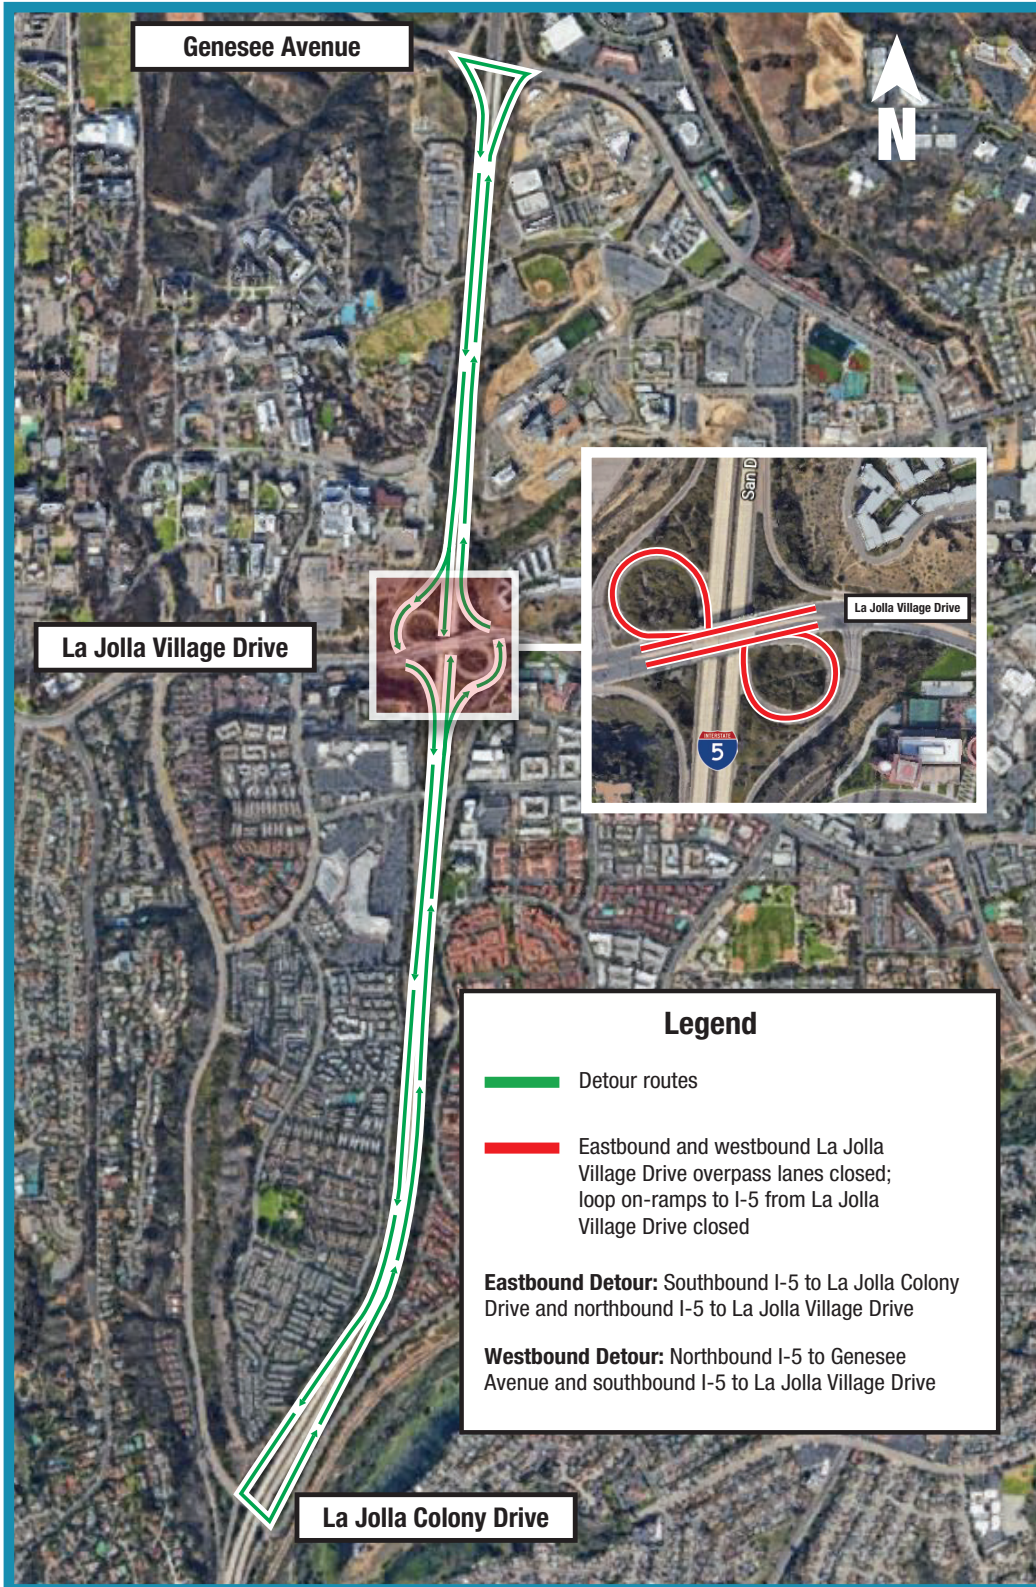 Genesee Avenue
N
San D
La Jolla Village Drive
La Jolla Village Drive
INTERSTATE
5
Legend
Detour routes
Eastbound and westbound La Jolla
Village Drive overpass lanes closed;
loop on-ramps to I-5 from La Jolla
Village Drive closed
Eastbound Detour: Southbound I-5 to La Jolla Colony
Drive and northbound I-5 to La Jolla Village Drive
Westbound Detour: Northbound I-5 to Genesee
Avenue and southbound I-5 to La Jolla Village Drive
La Jolla Colony Drive